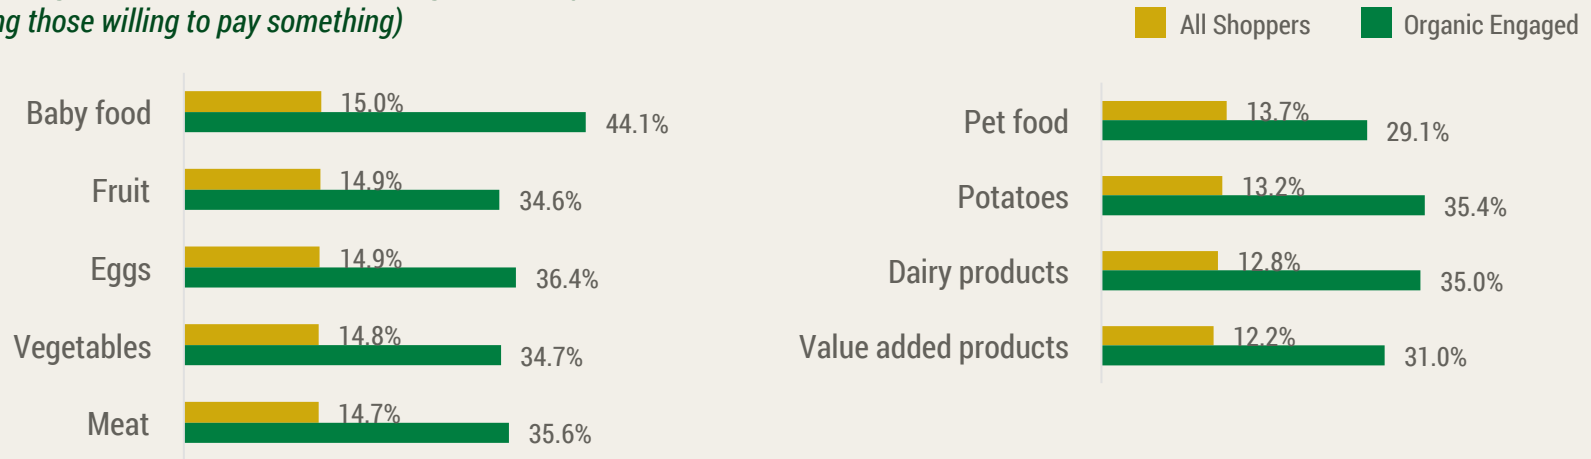 those willing to pay something)
All Shoppers
Organic Engaged
Baby food
15.0%
44.1%
Fruit
14.9%
34.6%
Eggs
14.9%
36.4%
Vegetables
14.8%
34.7%
Meat
14.7%
35.6%
Pet food
13.7%
29.1%
Potatoes
13.2%
35.4%
Dairy products
12.8%
35.0%
Value added products
12.2%
31.0%